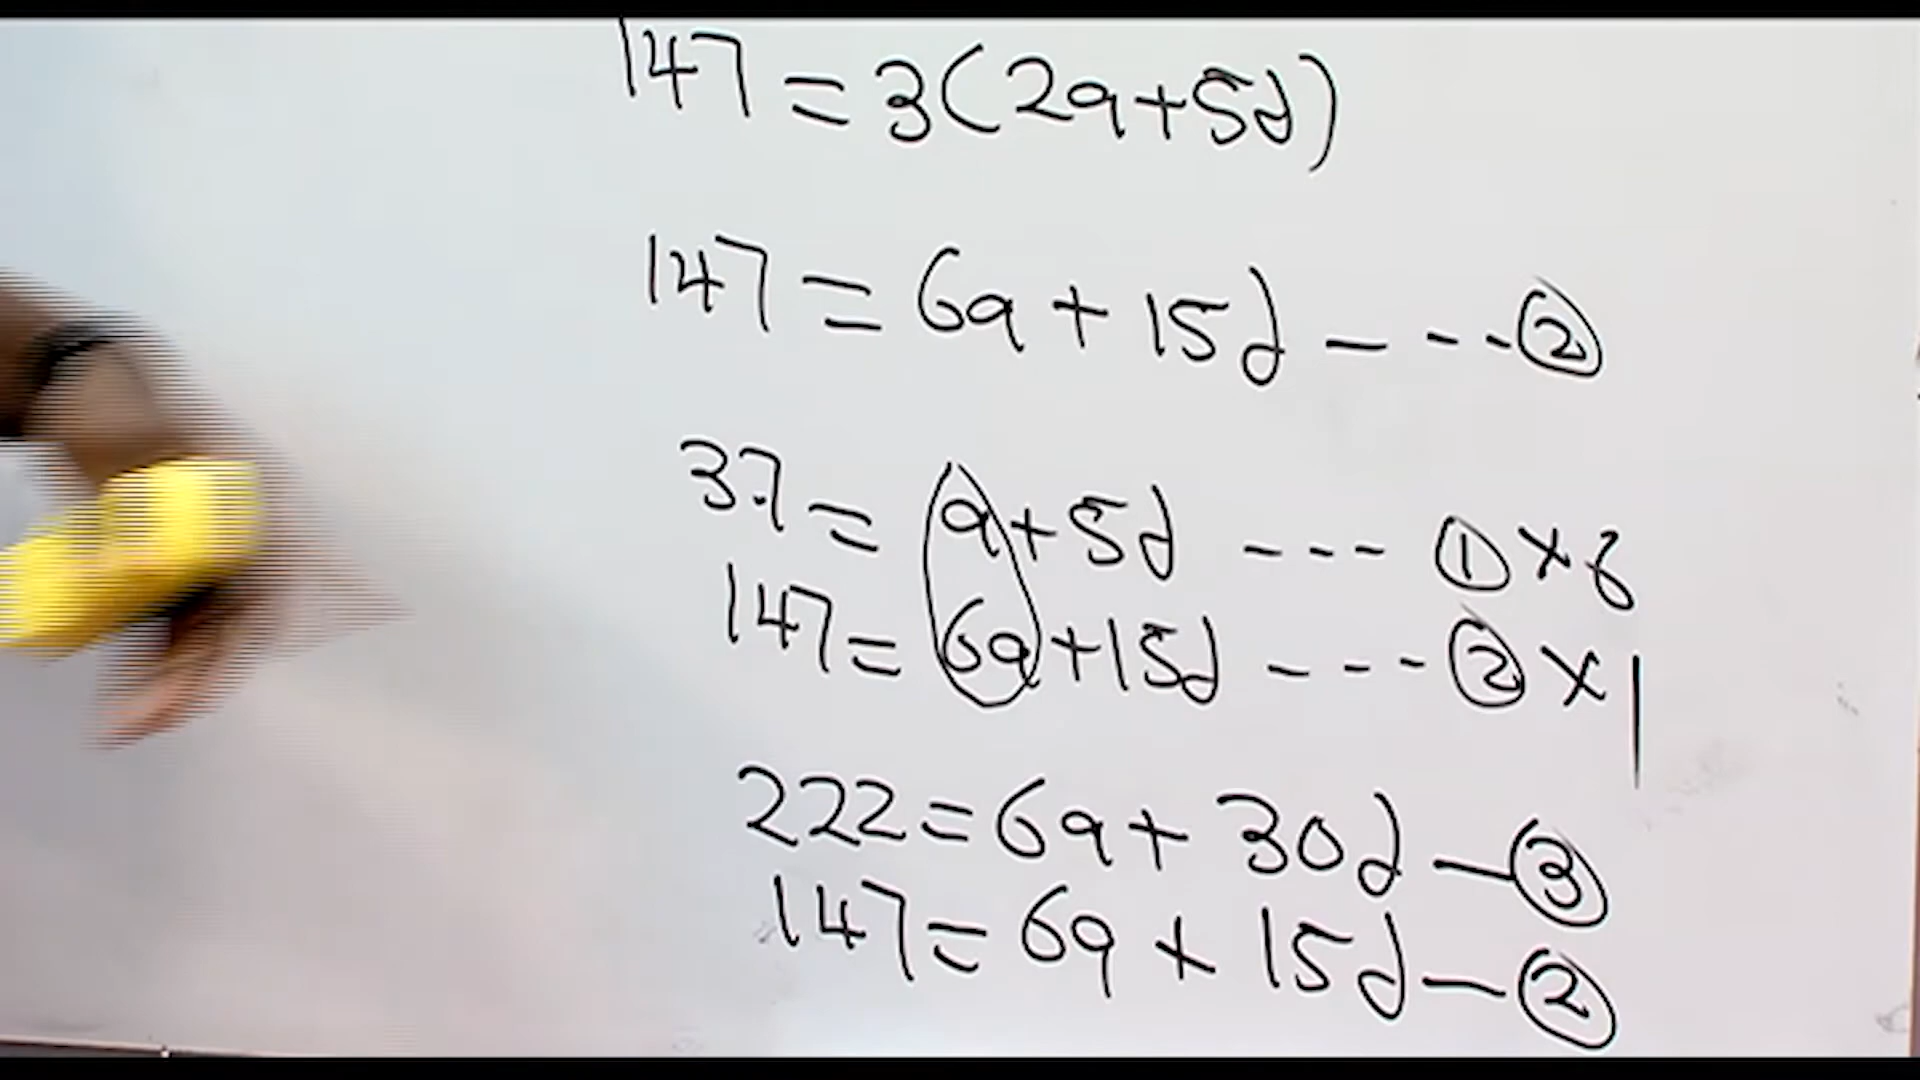 147 = 3(2a+5d)
147 = 6a + 15d - - - ②
37 = a + 5d - - - ① × 6
147 = 6a + 15d - - - ② × 1
222 = 6a + 30d — ③
147 = 6a + 15d — ②